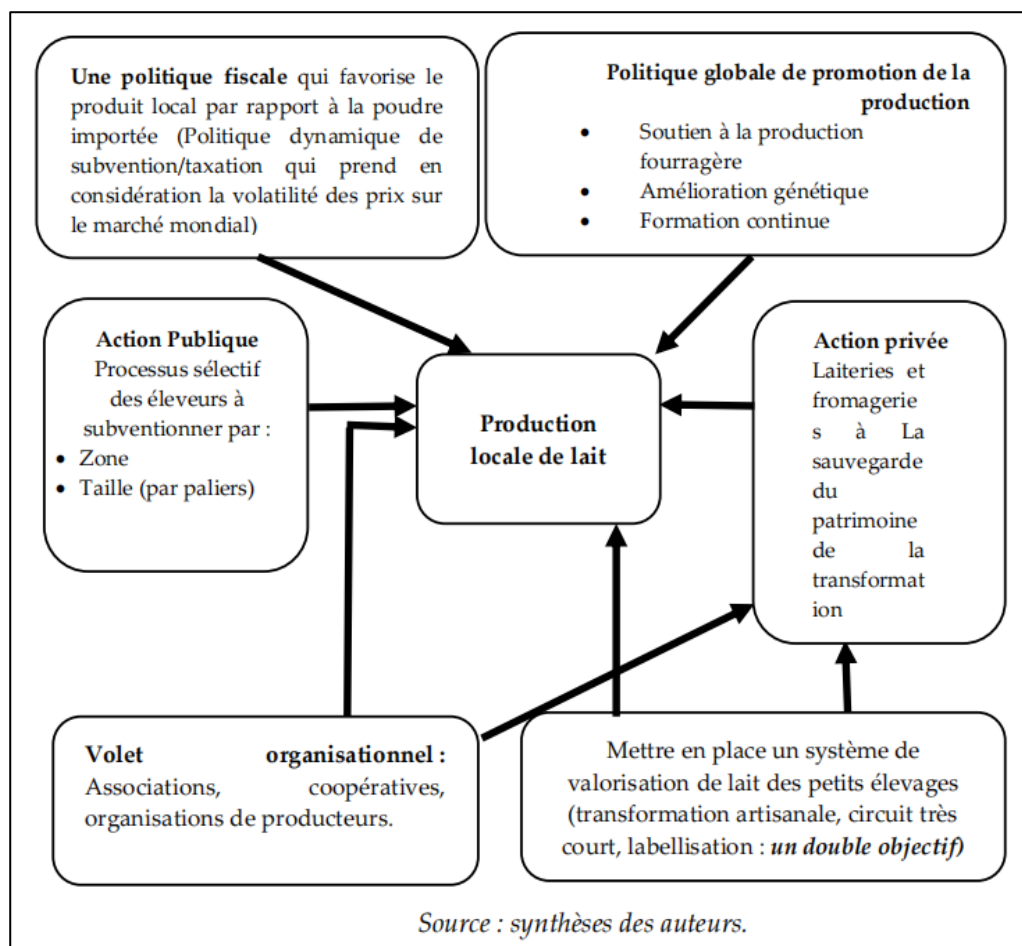 Une politique fiscale qui favorise le
produit local par rapport à la poudre
importée (Politique dynamique de
subvention/taxation qui prend en
considération la volatilité des prix sur
le marché mondial)
Politique globale de promotion de la
production
• Soutien à la production
fourragère
• Amélioration génétique
• Formation continue
Action Publique
Processus sélectif
des éleveurs à
subventionner par :
• Zone
• Taille (par paliers)
Production
locale de lait
Action privée
Laiteries et
fromagerie
s à La
sauvegarde
du
patrimoine
de la
transformat
ion
Volet organisationnel :
Associations, coopératives,
organisations de producteurs.
Mettre en place un système de
valorisation de lait des petits élevages
(transformation artisanale, circuit très
court, labellisation : un double objectif)
Source : synthèses des auteurs.